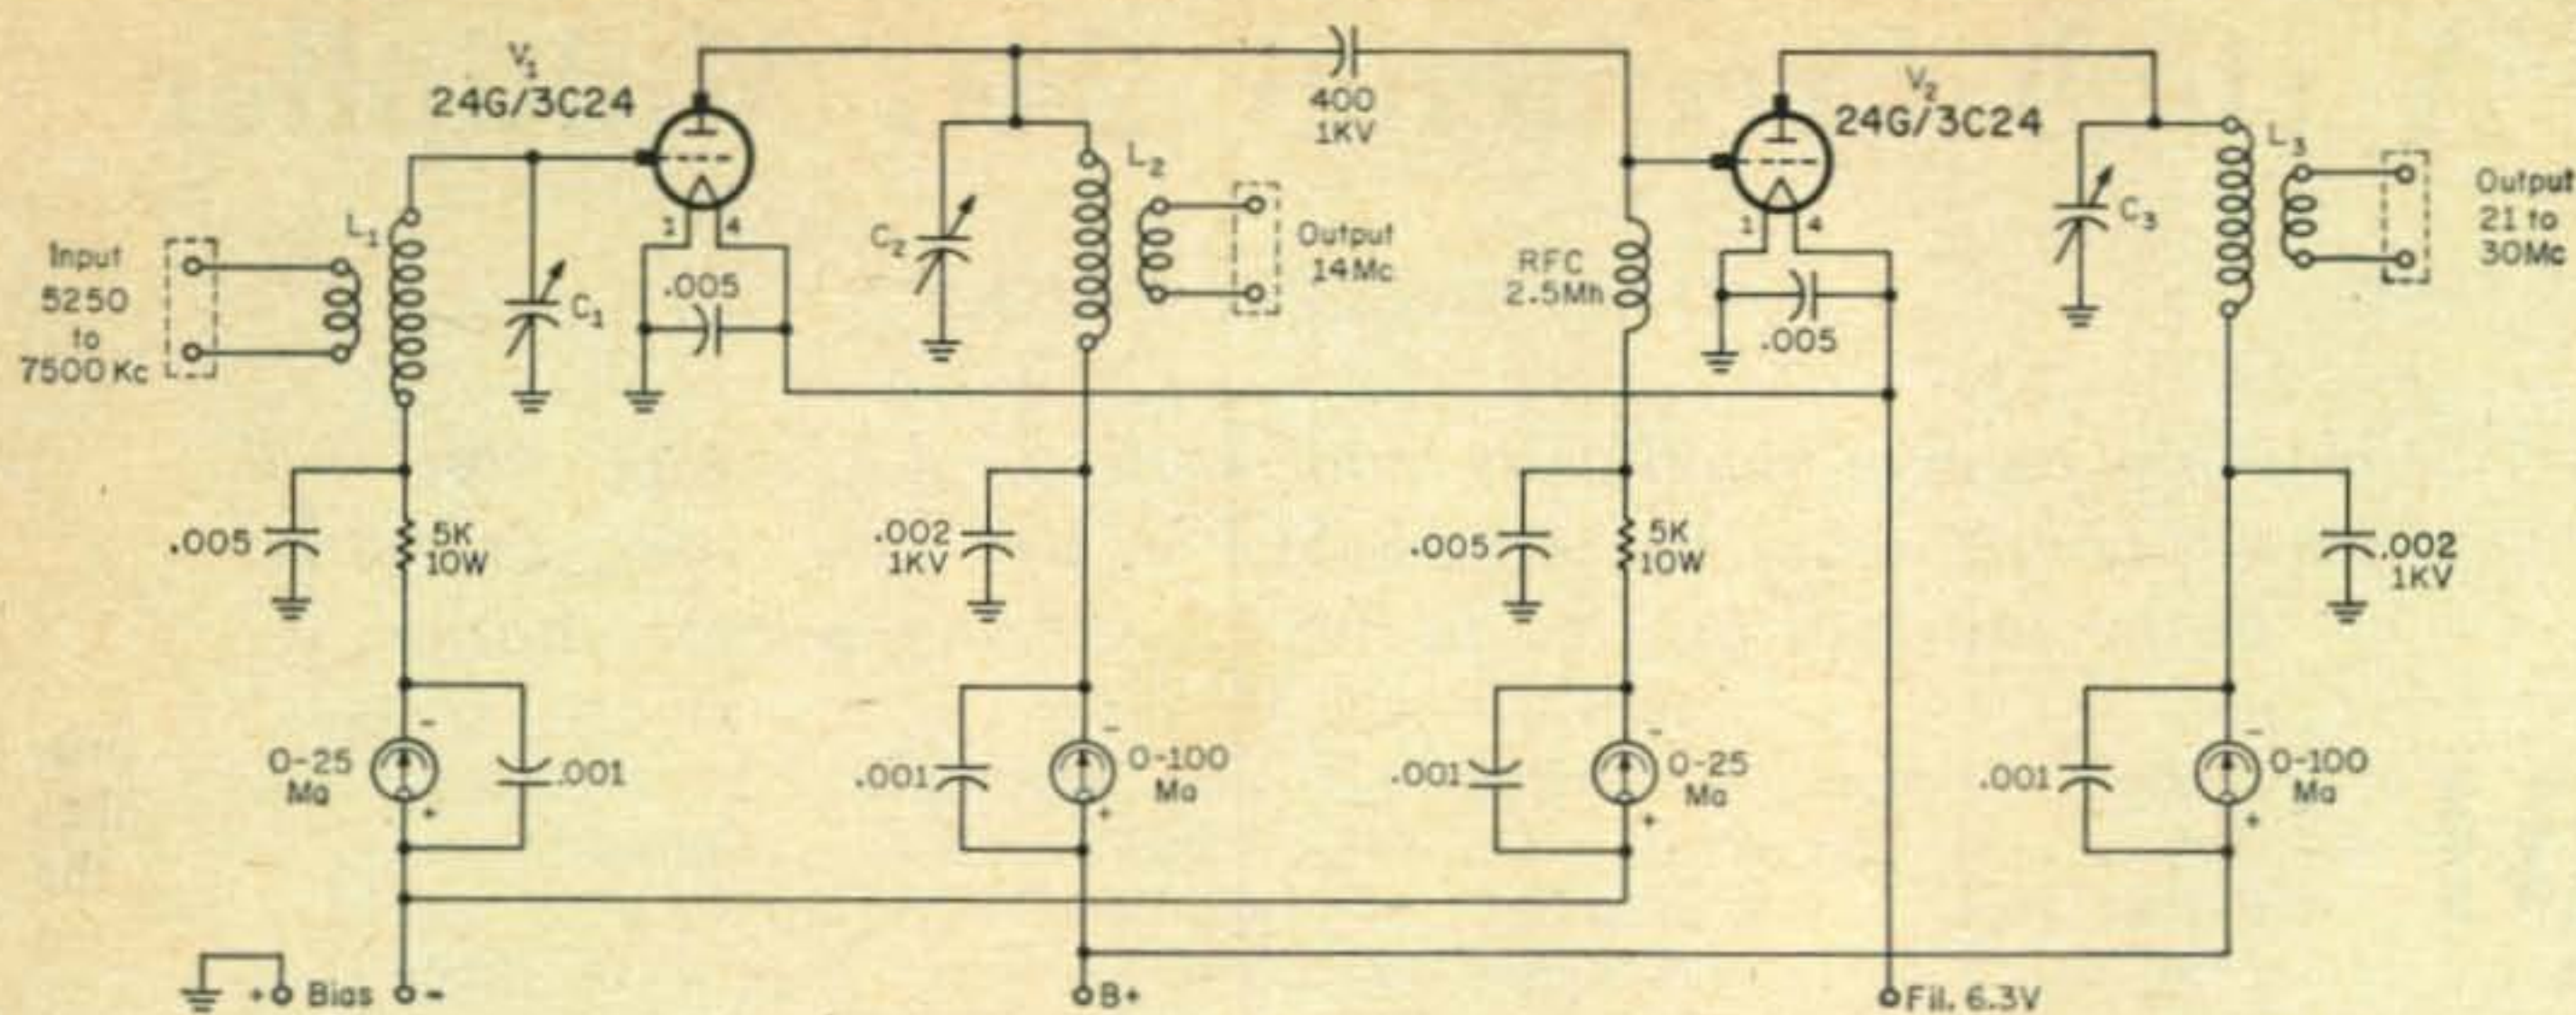 V1
24G/3C24
400
1KV
V2
24G/3C24
Input
5250
to
7500 Kc
L1
C1
1
4
.005
C2
L2
Output
14Mc
RFC
2.5Mh
1
4
.005
C3
L3
Output
21 to
30Mc
.005
5K
10W
.002
1KV
.005
5K
10W
.002
1KV
-
0-25
Ma
+
.001
.001
-
0-100
Ma
+
.001
-
0-25
Ma
+
.001
-
0-100
Ma
+
+ Bias -
B+
Fil. 6.3V